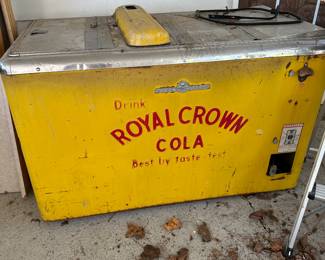 Drink
ROYAL CROWN
COLA
Best by taste-test